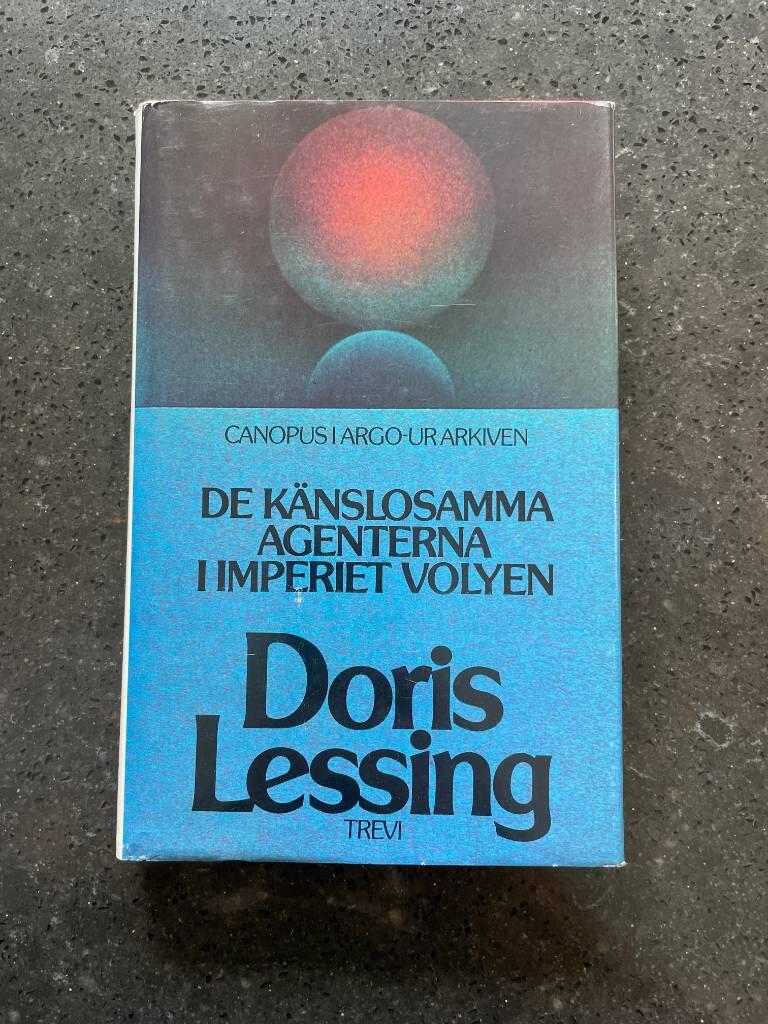 CANOPUS I ARGO-UR ARKIVEN
DE KÄNSLOSAMMA
AGENTERNA
I IMPERIET VOLYEN
Doris
Lessing
TREVI